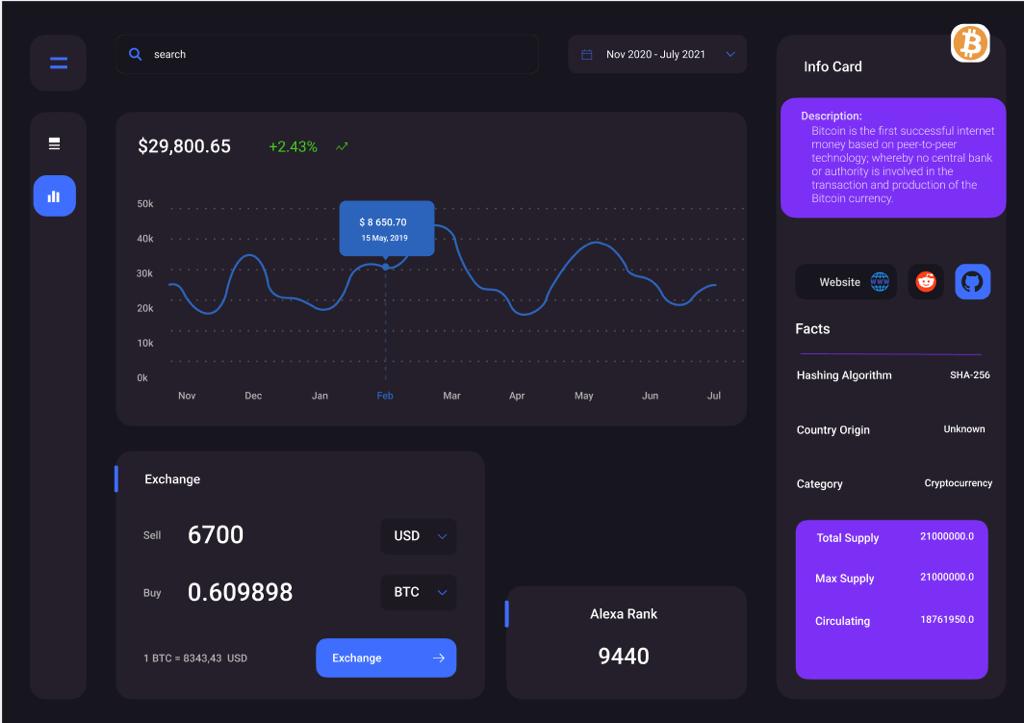 search
Nov 2020 - July 2021
$29,800.65
+2.43%
50k
40k
30k
20k
10k
0k
$ 8 650.70
15 May, 2019
Nov Dec Jan Feb Mar Apr May Jun Jul
Exchange
Sell 6700 USD
Buy 0.609898 BTC
1 BTC = 8343,43 USD
Exchange
Alexa Rank
9440
Info Card
Description:
Bitcoin is the first successful internet
money based on peer-to-peer
technology; whereby no central bank
or authority is involved in the
transaction and production of the
Bitcoin currency.
Website
WWW
Facts
Hashing Algorithm SHA-256
Country Origin Unknown
Category Cryptocurrency
Total Supply 21000000.0
Max Supply 21000000.0
Circulating 18761950.0